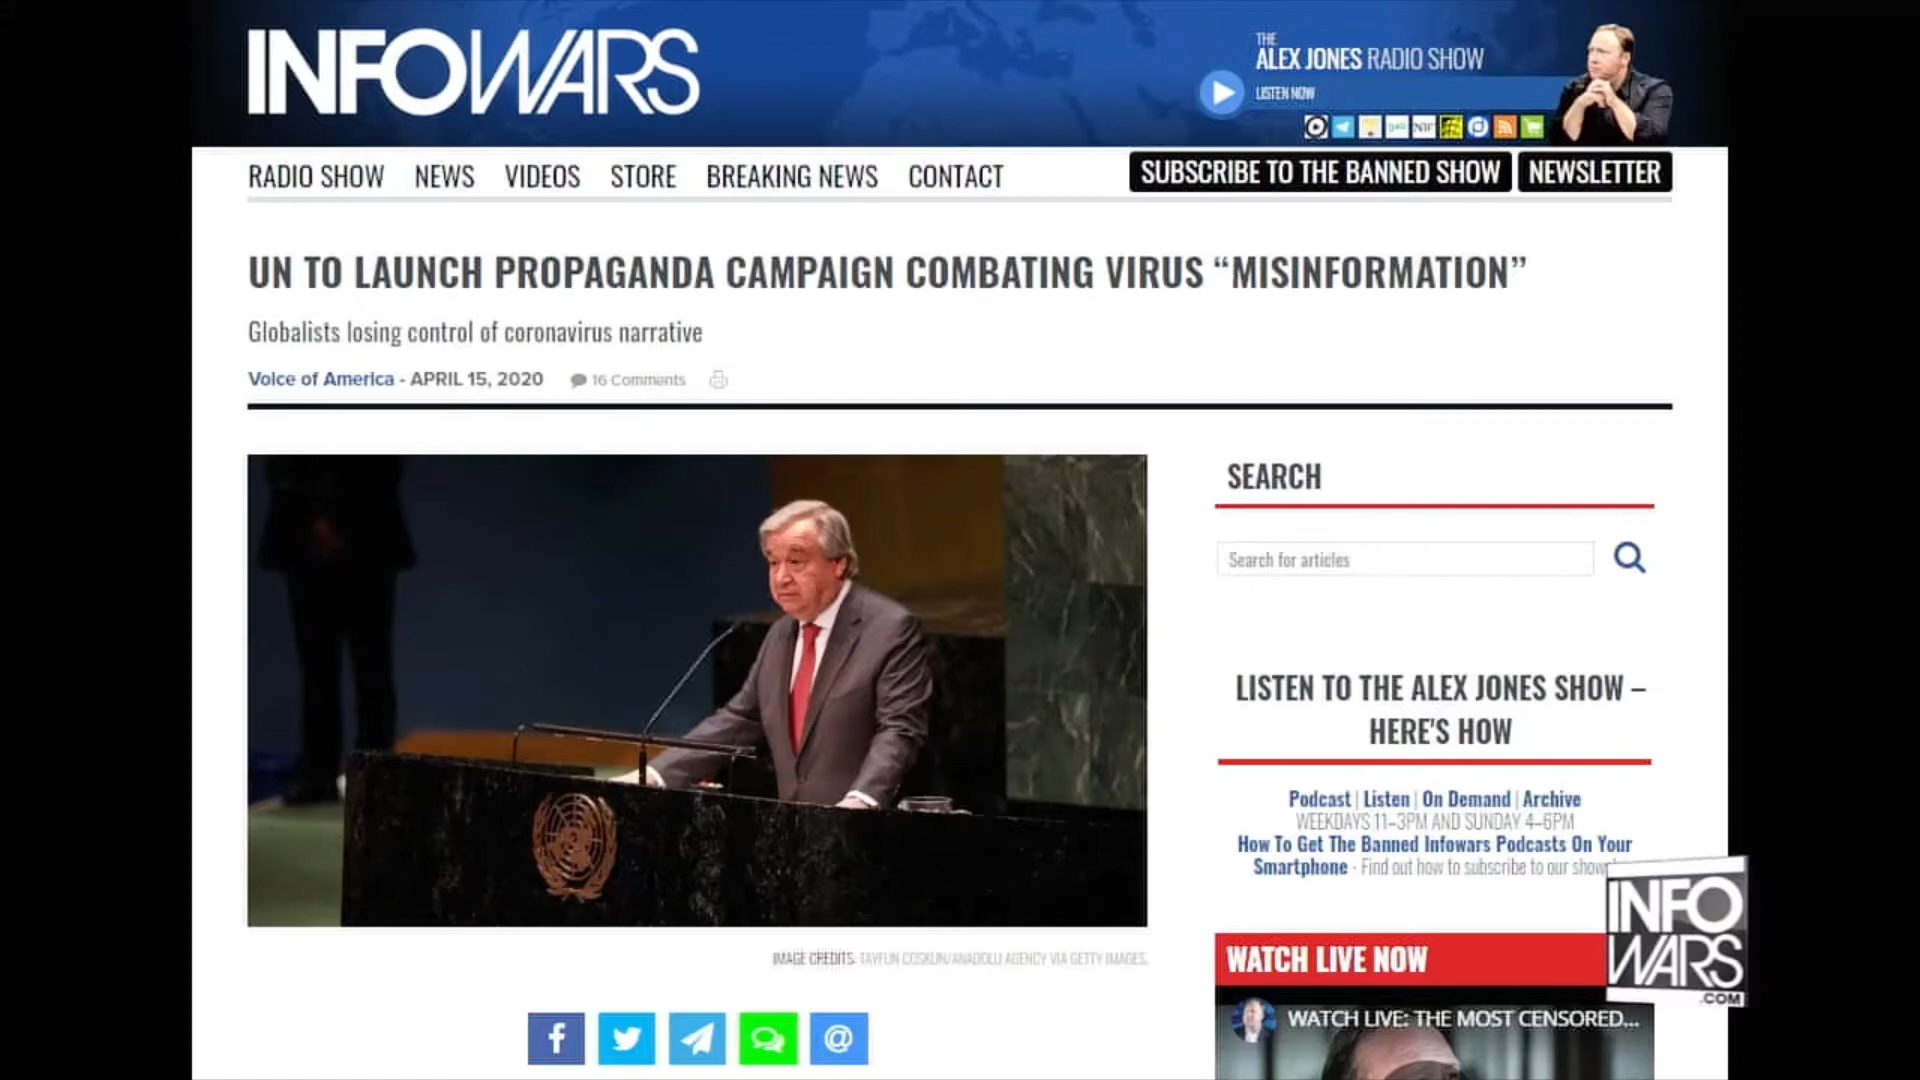 INFOWARS
THE
ALEX JONES RADIO SHOW
LISTEN NOW
RADIO SHOW NEWS VIDEOS STORE BREAKING NEWS CONTACT
SUBSCRIBE TO THE BANNED SHOW NEWSLETTER
UN TO LAUNCH PROPAGANDA CAMPAIGN COMBATING VIRUS “MISINFORMATION”
Globalists losing control of coronavirus narrative
Voice of America - APRIL 15, 2020 16 Comments
SEARCH
Search for articles
LISTEN TO THE ALEX JONES SHOW –
HERE'S HOW
Podcast | Listen | On Demand | Archive
WEEKDAYS 11-3PM AND SUNDAY 4-6PM
How To Get The Banned Infowars Podcasts On Your
Smartphone - Find out how to subscribe to our show
IMAGE CREDITS: TAYFUN COSKUN/ANADOLU AGENCY VIA GETTY IMAGES.
WATCH LIVE NOW
WATCH LIVE: THE MOST CENSORED...
INFO
WARS
.COM